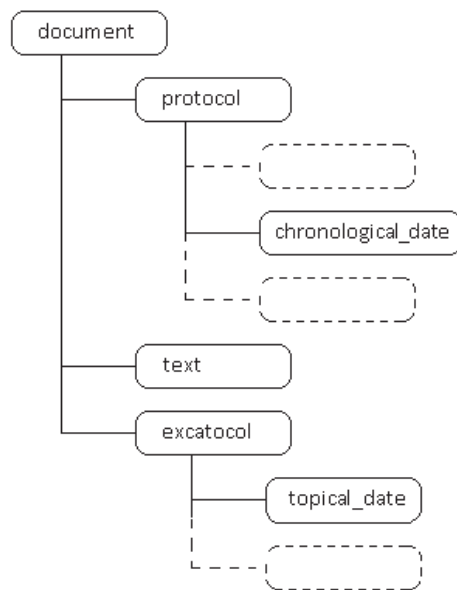 document
protocol
chronological_date
text
excatocol
topical_date